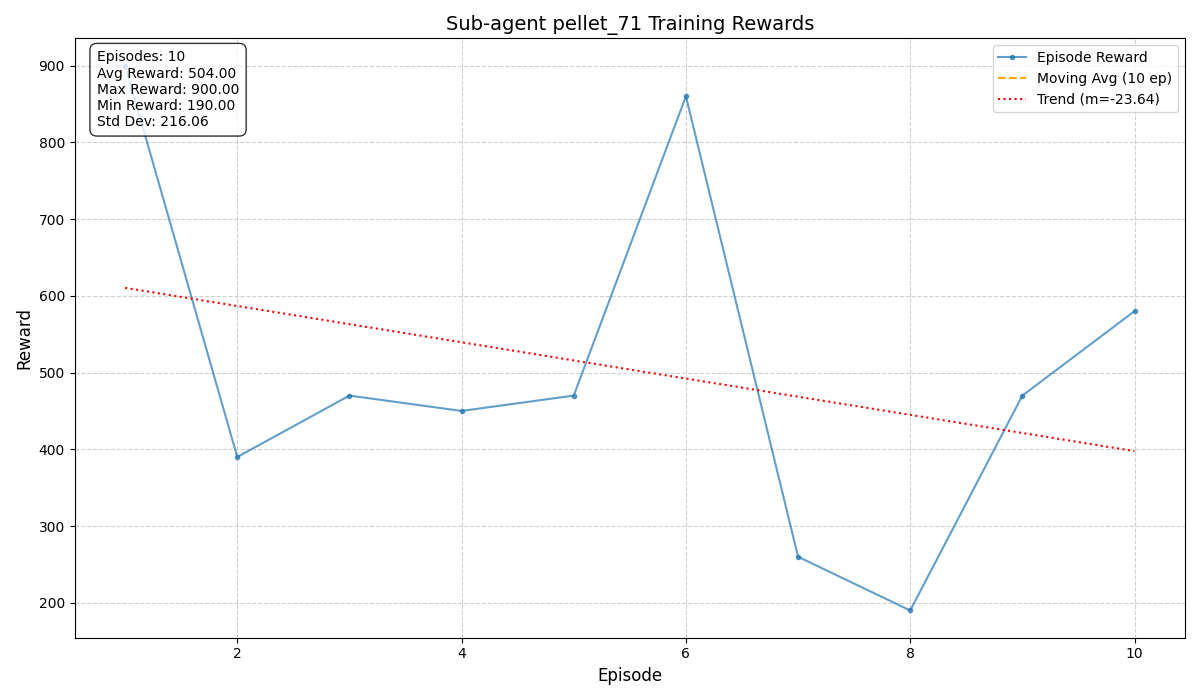 Sub-agent pellet_71 Training Rewards
Episodes: 10
Avg Reward: 504.00
Max Reward: 900.00
Min Reward: 190.00
Std Dev: 216.06
Episode Reward
Moving Avg (10 ep)
Trend (m=-23.64)
Reward
900
800
700
600
500
400
300
200
2
4
6
8
10
Episode